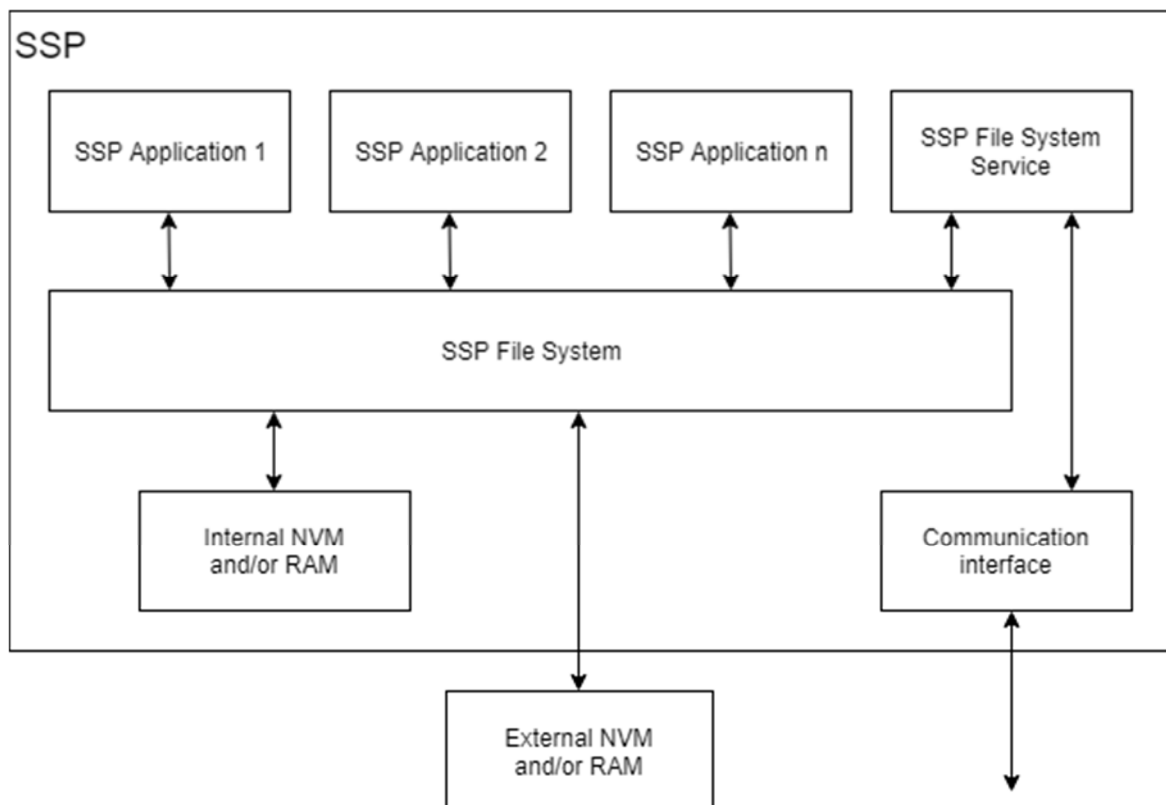 SSP
SSP Application 1
SSP Application 2
SSP Application n
SSP File System
Service
SSP File System
Internal NVM
and/or RAM
Communication
interface
External NVM
and/or RAM